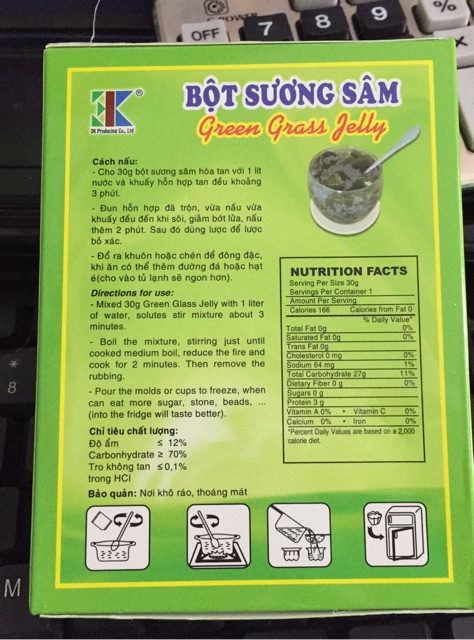 OFF
7
8
9
%
M
*
8
3K
®
3K Producing Co., Ltd
BỘT SƯƠNG SÂM
Green Grass Jelly
Cách nấu:
- Cho 30g bột sương sâm hòa tan với 1 lít
nước và khuấy hỗn hợp tan đều khoảng
3 phút.
- Đun hỗn hợp đã trộn, vừa nấu vừa
khuấy đều đến khi sôi, giảm bớt lửa, nấu
thêm 2 phút. Sau đó dùng lược để lược
bỏ xác.
- Đổ ra khuôn hoặc chén để đông đặc,
khi ăn có thể thêm đường đá hoặc hạt
é(cho vào tủ lạnh sẽ ngon hơn).
Directions for use:
- Mixed 30g Green Glass Jelly with 1 liter
of water, solutes stir mixture about 3
minutes.
- Boil the mixture, stirring just until
cooked medium boil, reduce the fire and
cook for 2 minutes. Then remove the
rubbing.
- Pour the molds or cups to freeze, when
can eat more sugar, stone, beads, ...
(into the fridge will taste better).
Chỉ tiêu chất lượng:
Độ ẩm ≤ 12%
Carbonhydrate ≥ 70%
Tro không tan ≤ 0,1%
trong HCl
Bảo quản: Nơi khô ráo, thoáng mát
NUTRITION FACTS
Serving Per Size 30g
Servings Per Container 1
Amount Per Serving
Calories 166 Calories from Fat 0
% Daily Value*
Total Fat 0g 0%
Saturated Fat 0g 0%
Trans Fat 0g
Cholesterol 0 mg 0%
Sodium 64 mg 1%
Total Carbohydrate 27g 11%
Dietary Fiber 0 g 0%
Sugars 0 g
Protein 3 g
Vitamin A 0% • Vitamin C 0%
Calcium 0% • Iron 0%
*Percent Daily Values are based on a 2,000
calorie diet.